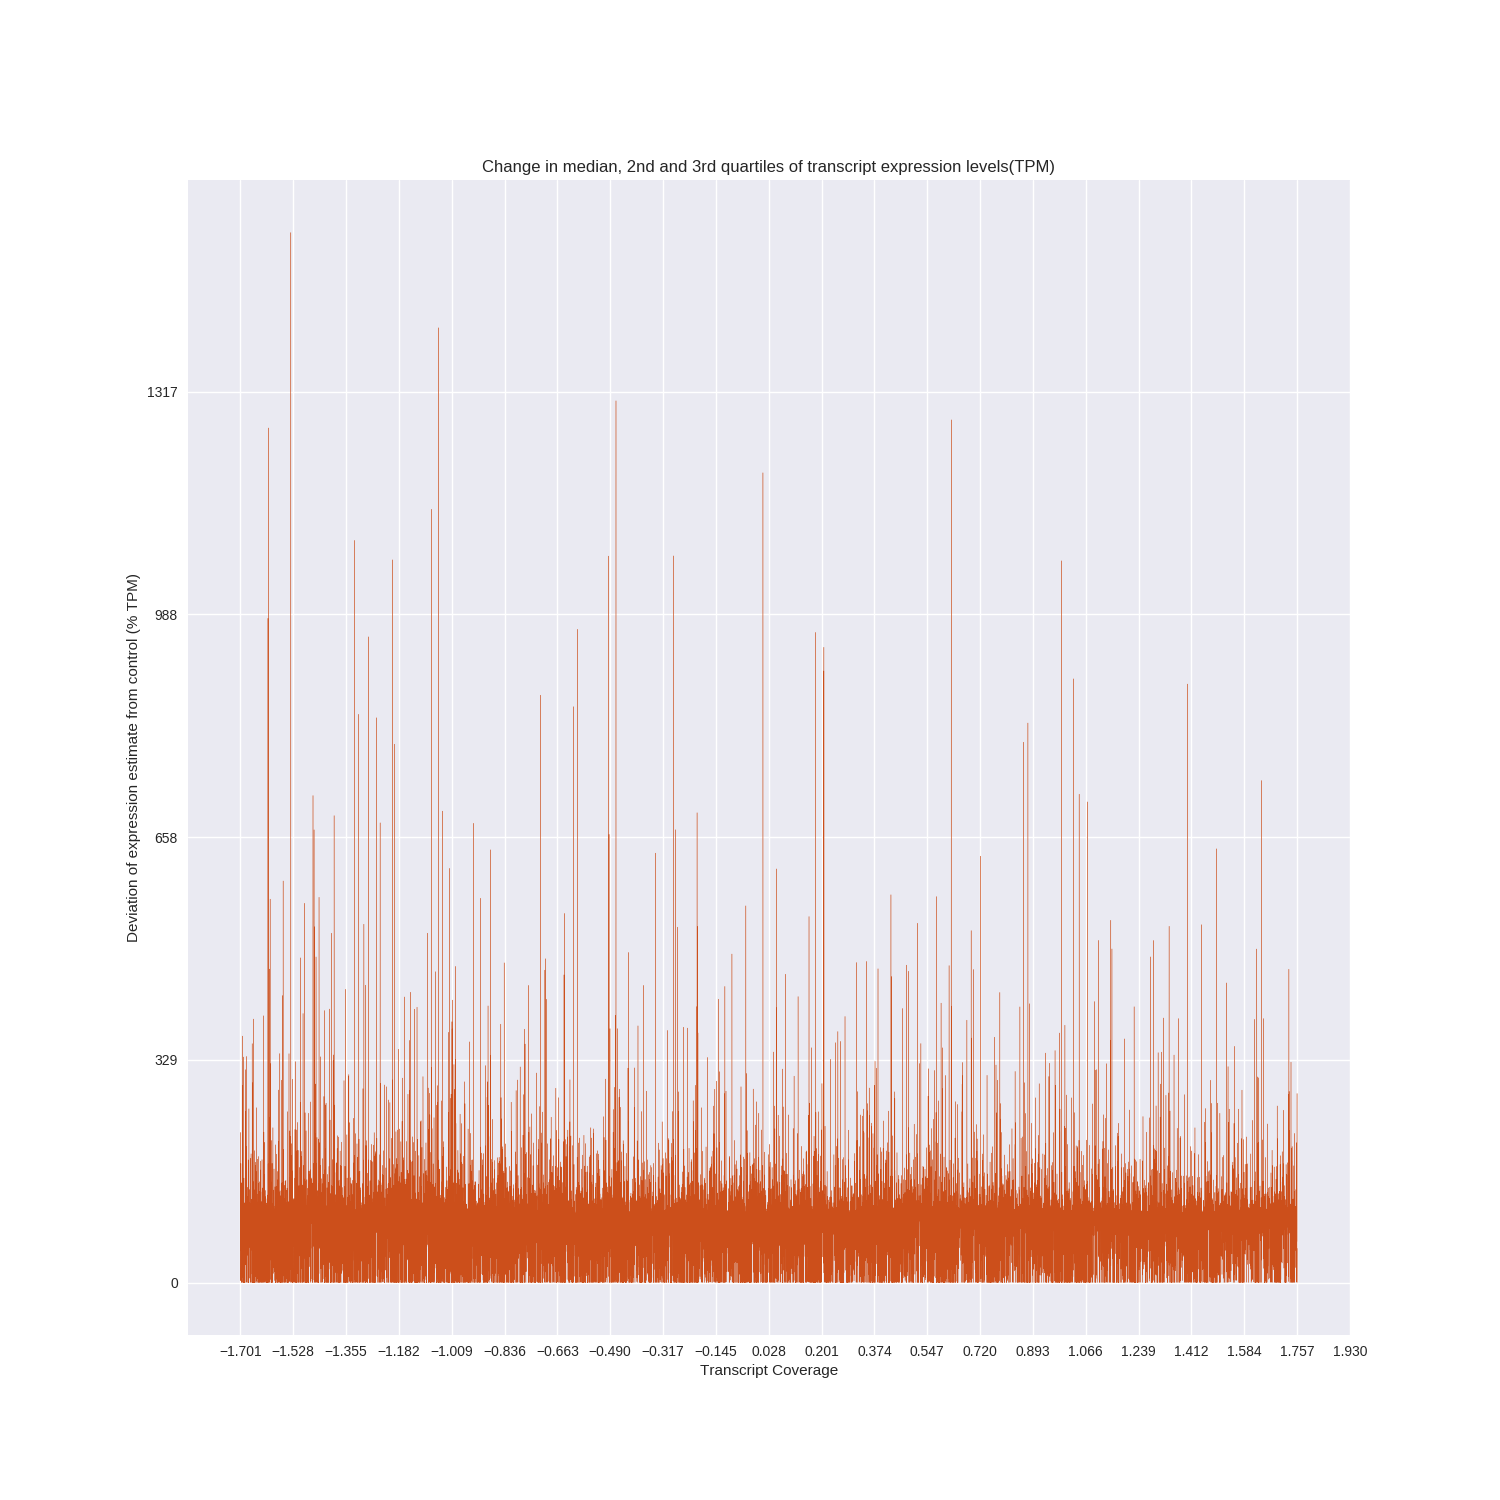 Change in median, 2nd and 3rd quartiles of transcript expression levels(TPM)
Deviation of expression estimate from control (% TPM)
1317
988
658
329
0
−1.701 −1.528 −1.355 −1.182 −1.009 −0.836 −0.663 −0.490 −0.317 −0.145 0.028 0.201 0.374 0.547 0.720 0.893 1.066 1.239 1.412 1.584 1.757 1.930
Transcript Coverage